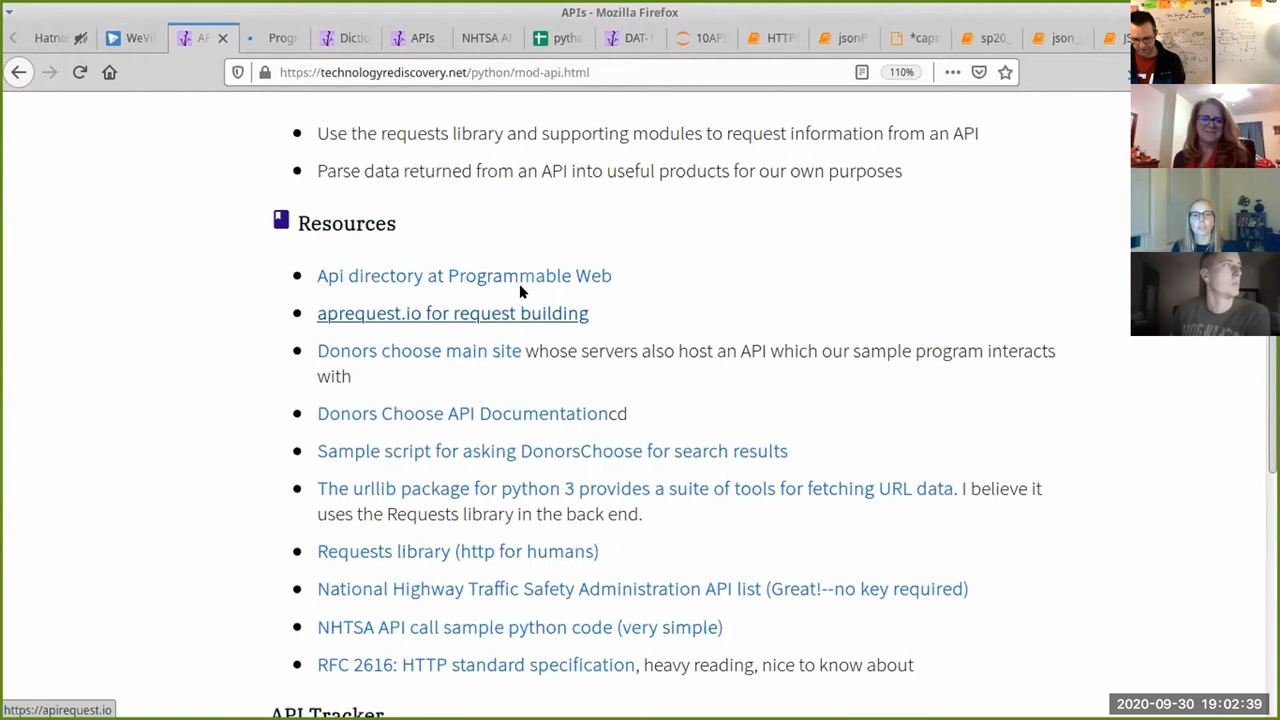 APIs - Mozilla Firefox
Hatno
WeVi
AP
Progr
Dictio
APIs
NHTSA A
pytho
DAT-
10API
HTTP
jsonP
*capr
sp20_
json_
https://technologyrediscovery.net/python/mod-api.html
110%
Use the requests library and supporting modules to request information from an API
Parse data returned from an API into useful products for our own purposes
Resources
Api directory at Programmable Web
aprequest.io for request building
Donors choose main site whose servers also host an API which our sample program interacts
with
Donors Choose API Documentationcd
Sample script for asking DonorsChoose for search results
The urllib package for python 3 provides a suite of tools for fetching URL data. I believe it
uses the Requests library in the back end.
Requests library (http for humans)
National Highway Traffic Safety Administration API list (Great!--no key required)
NHTSA API call sample python code (very simple)
RFC 2616: HTTP standard specification, heavy reading, nice to know about
API Tracker
https://apirequest.io
2020-09-30 19:02:39